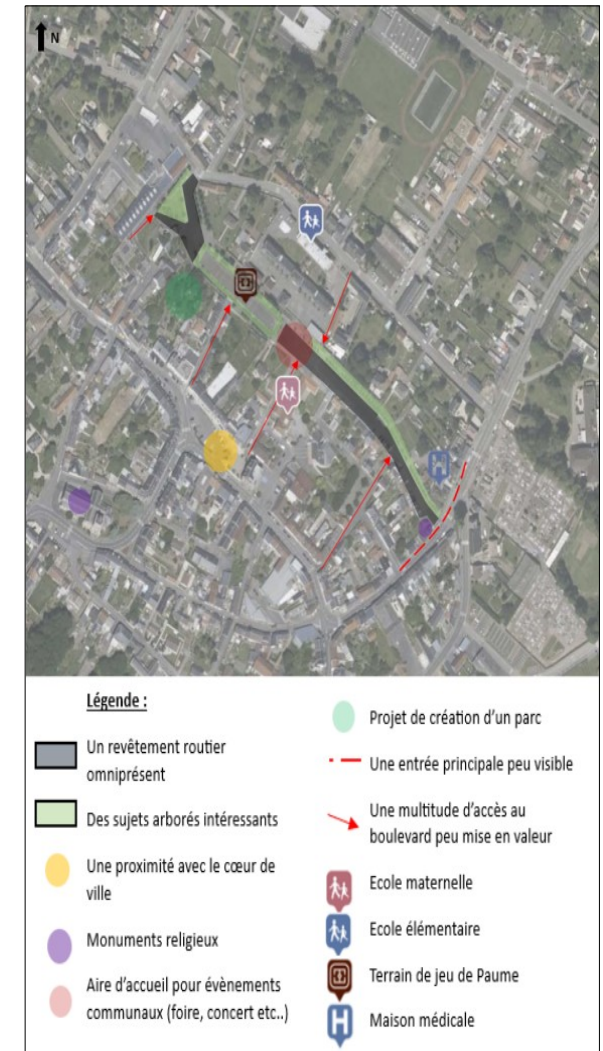 N
Légende :
Un revêtement routier
omniprésent
Des sujets arborés intéressants
Une proximité avec le cœur de
ville
Monuments religieux
Aire d'accueil pour évènements
communaux (foire, concert etc..)
Projet de création d'un parc
Une entrée principale peu visible
Une multitude d'accès au
boulevard peu mise en valeur
Ecole maternelle
Ecole élémentaire
Terrain de jeu de Paume
H
Maison médicale